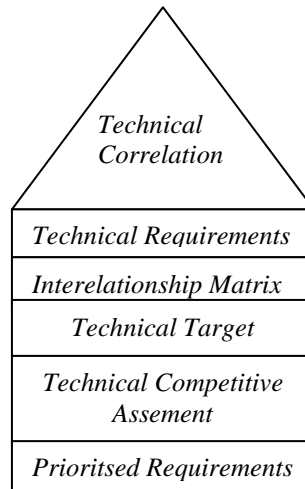 Technical
Correlation
Technical Requirements
Interelationship Matrix
Technical Target
Technical Competitive
Assement
Prioritsed Requirements